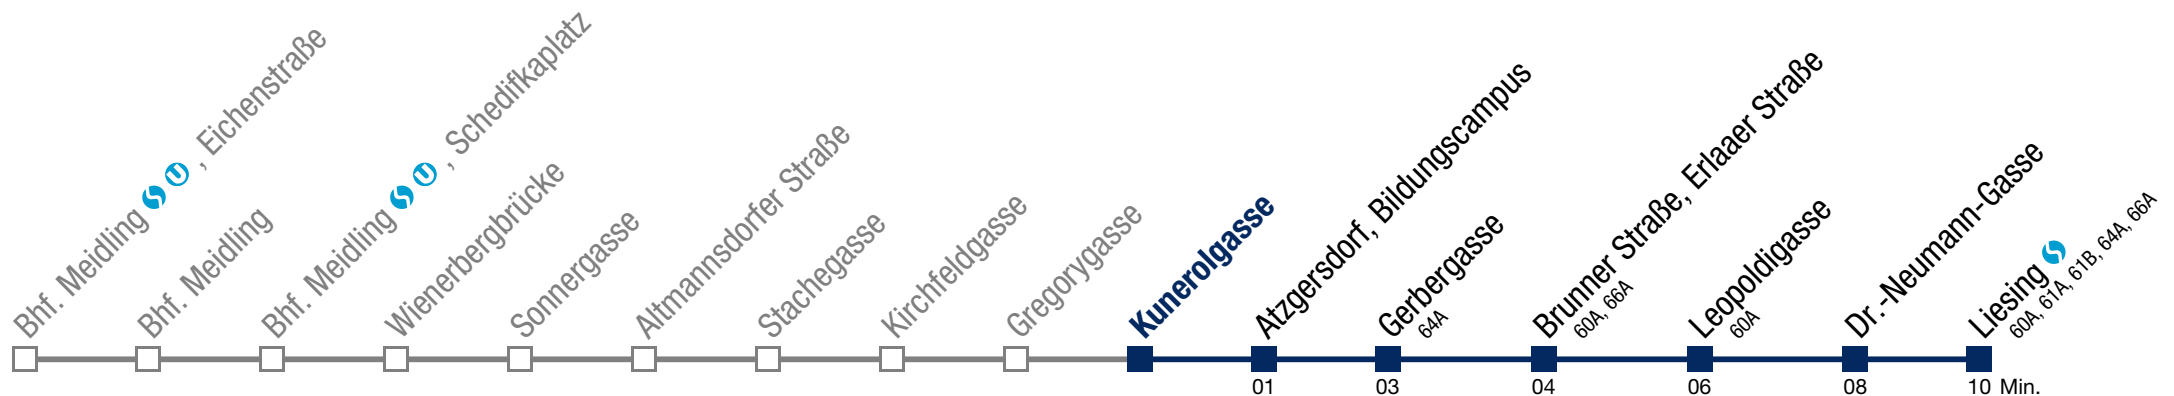 Bhf. Meidling S U , Eichenstraße
Bhf. Meidling
Bhf. Meidling S U , Schedifkaplatz
Wienerbergbrücke
Sonnergasse
Altmannsdorfer Straße
Stachegasse
Kirchfeldgasse
Gregorygasse
Kunerolgasse
Atzgersdorf, Bildungscampus
Gerbergasse
64A
Brunner Straße, Erlaaer Straße
60A, 66A
Leopoldigasse
60A
Dr.-Neumann-Gasse
Liesing S
60A, 61A, 61B, 64A, 66A
01 03 04 06 08 10 Min.